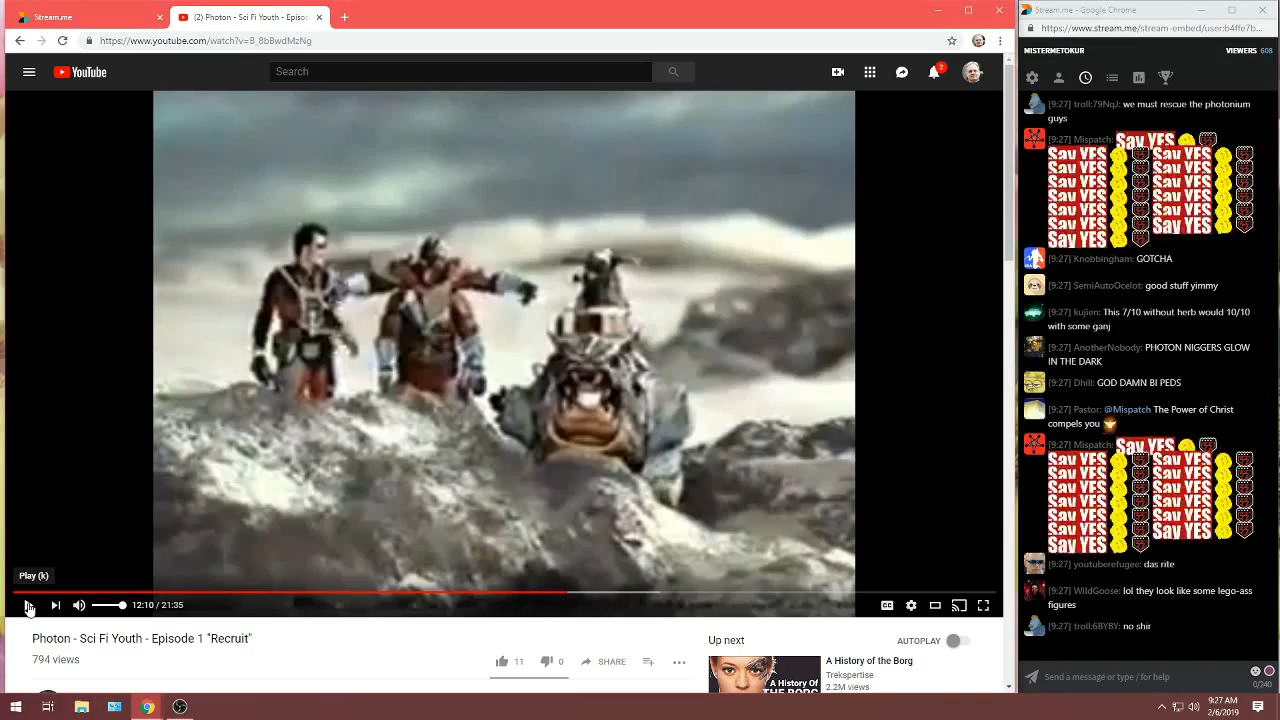 Stream.me
(2) Photon - Sci Fi Youth - Episo
Stream.me - Google Chrome
https://www.youtube.com/watch?v=B_8bBwdMzNg
https://www.stream.me/stream-embed/user:b4ffe7b...
YouTube
Search
2
MISTERMETOKUR
VIEWERS 608
[9:27] troll:79NqJ: we must rescue the photonium
guys
[9:27] Mispatch: Say YES
Say YES Say YES
Say YES Say YES
Say YES Say YES
Say YES Say YES
Say YES Say YES
Say YES Say YES
Say YES
[9:27] Knobbingham: GOTCHA
[9:27] SemiAutoOcelot: good stuff yimmy
[9:27] kujien: This 7/10 without herb would 10/10
with some ganj
[9:27] AnotherNobody: PHOTON NIGGERS GLOW
IN THE DARK
[9:27] Dhill: GOD DAMN BI PEDS
[9:27] Pastor: @Mispatch The Power of Christ
compels you
[9:27] Mispatch: Say YES
Say YES Say YES
Say YES Say YES
Say YES Say YES
Say YES Say YES
Say YES Say YES
Say YES Say YES
Say YES
[9:27] youtuberefugee: das rite
[9:27] WildGoose: lol they look like some lego-ass
figures
[9:27] troll:6BYBY: no shir
Send a message or type / for help
0/240
Play (k)
12:10 / 21:35
Photon - Sci Fi Youth - Episode 1 "Recruit"
794 views
11
0
SHARE
Up next
AUTOPLAY
A History Of
THE BORG
A History of the Borg
Trekspertise
2.2M views
9:27 AM
2/6/2019